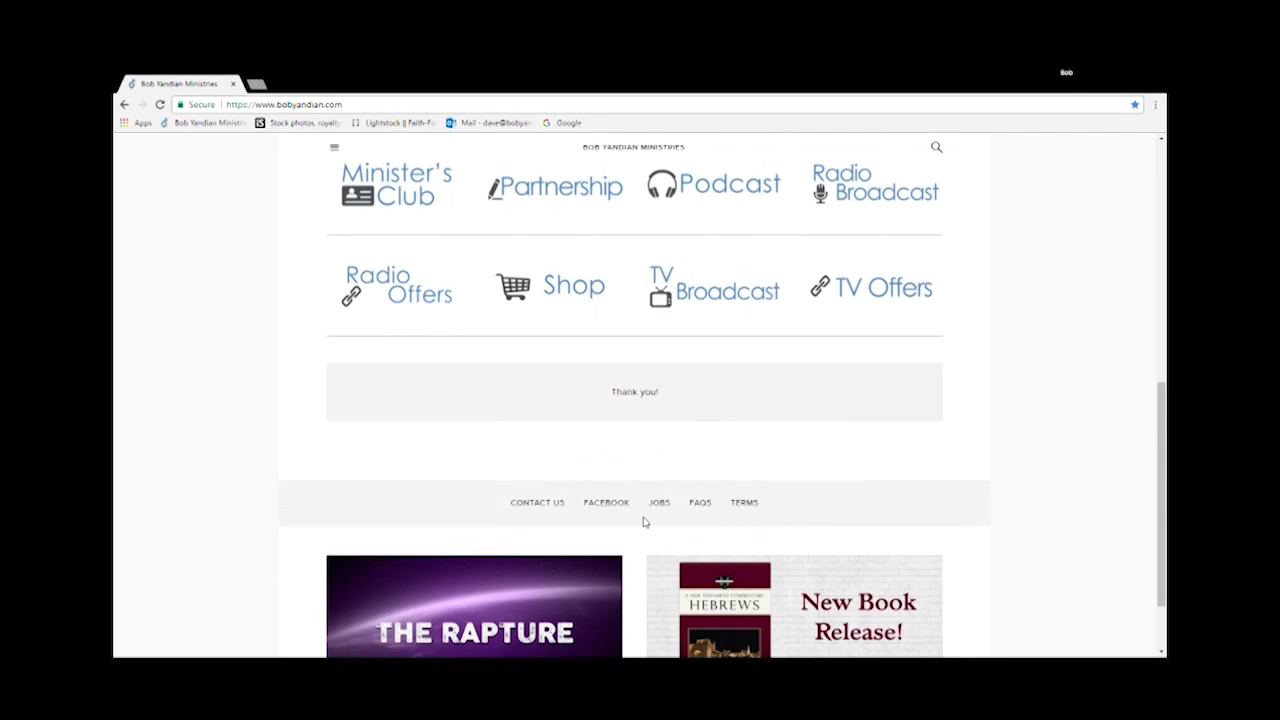 Bob
Bob Yandian Ministries
Secure https://www.bobyandian.com
Apps Bob Yandian Ministri Stock photos, royalty Lightstock || Faith-Fo Mail - dave@bobyan Google
BOB YANDIAN MINISTRIES
Minister's Club
Partnership
Podcast
Radio Broadcast
Radio Offers
Shop
TV Broadcast
TV Offers
Thank you!
CONTACT US FACEBOOK JOBS FAQS TERMS
THE RAPTURE
A NEW TESTAMENT COMMENTARY
HEBREWS
New Book
Release!